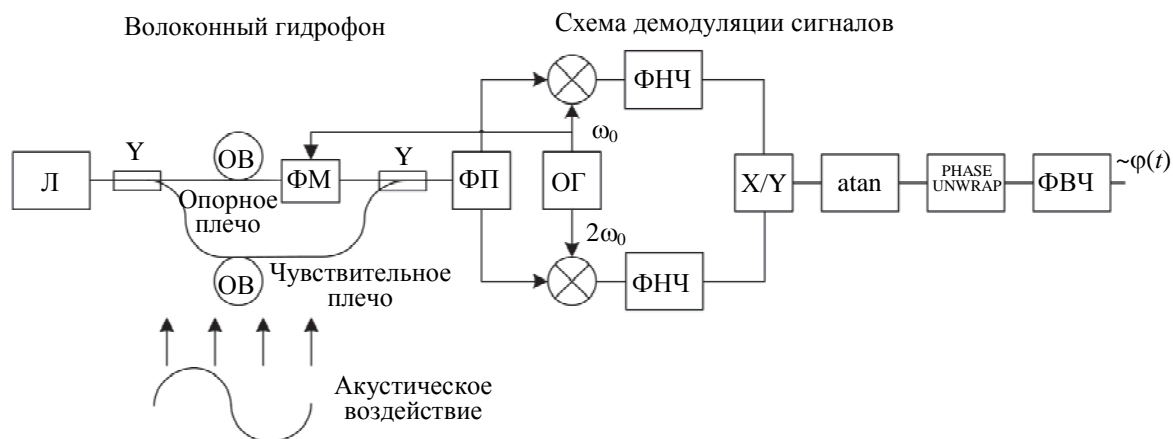 Волоконный гидрофон
Схема демодуляции сигналов
ФНЧ
Y
ОВ
Y
ω₀
Л
ФМ
ФП
ОГ
X/Y
atan
PHASE
UNWRAP
ФВЧ
~φ(t)
Опорное
плечо
2ω₀
ОВ
Чувствительное
плечо
ФНЧ
Акустическое
воздействие